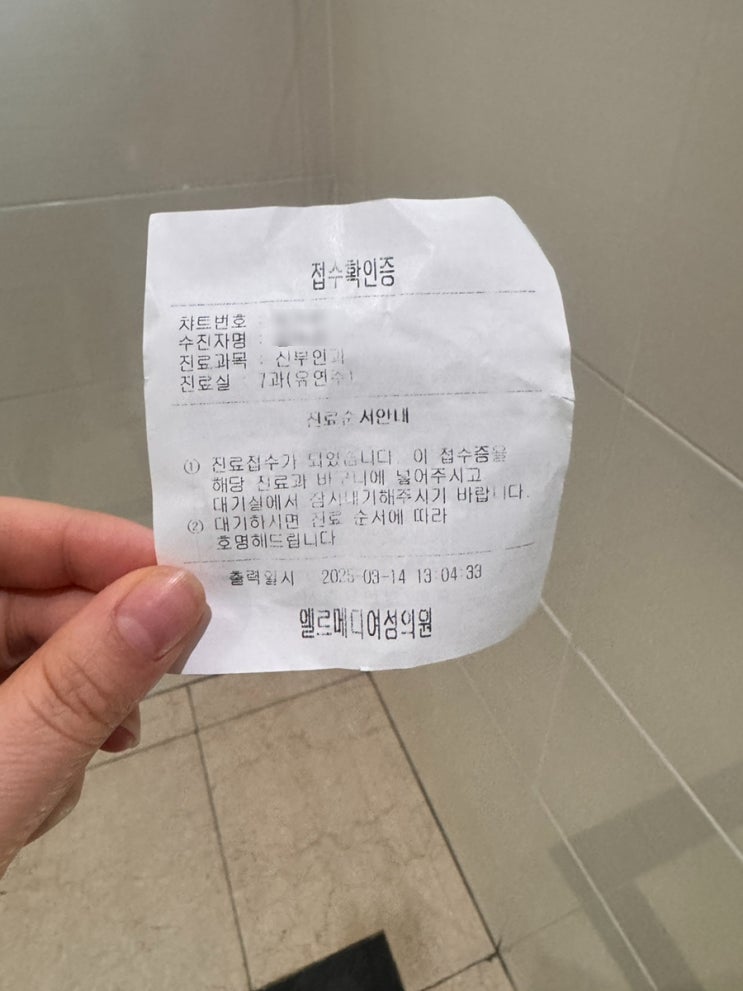 접수확인증
챠트번호 :
수진자명 :
진료과목 : 산부인과
진료실 : 7과(유연수)
진료순서안내
① 진료접수가 되었습니다. 이 접수증을
해당 진료과 바구니에 넣어주시고
대기실에서 잠시대기해주시기 바랍니다.
② 대기하시면 진료 순서에 따라
호명해드립니다
출력일시 2025-03-14 13:04:33
엘르메디여성의원